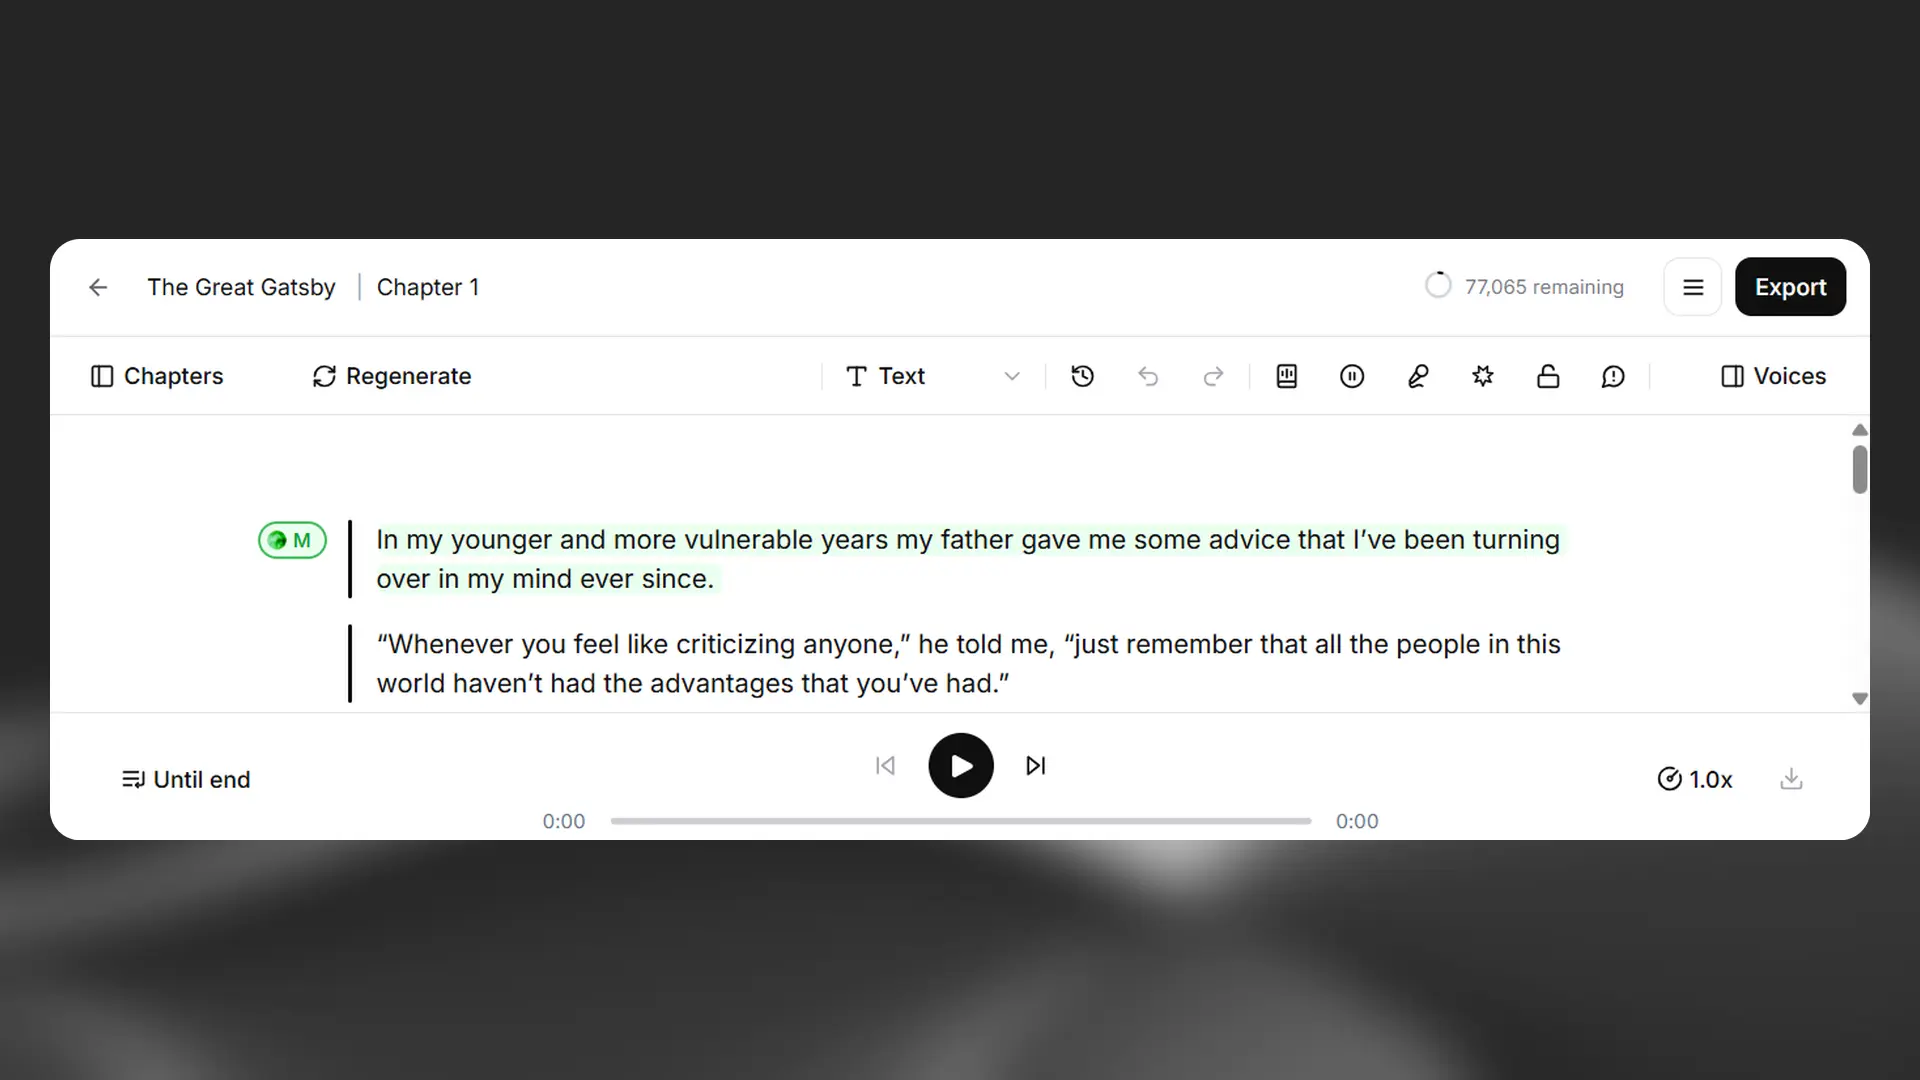 The Great Gatsby
Chapter 1
77,065 remaining
Export
Chapters
Regenerate
Text
Voices
M
In my younger and more vulnerable years my father gave me some advice that I’ve been turning
over in my mind ever since.
“Whenever you feel like criticizing anyone,” he told me, “just remember that all the people in this
world haven’t had the advantages that you’ve had.”
Until end
1.0x
0:00
0:00